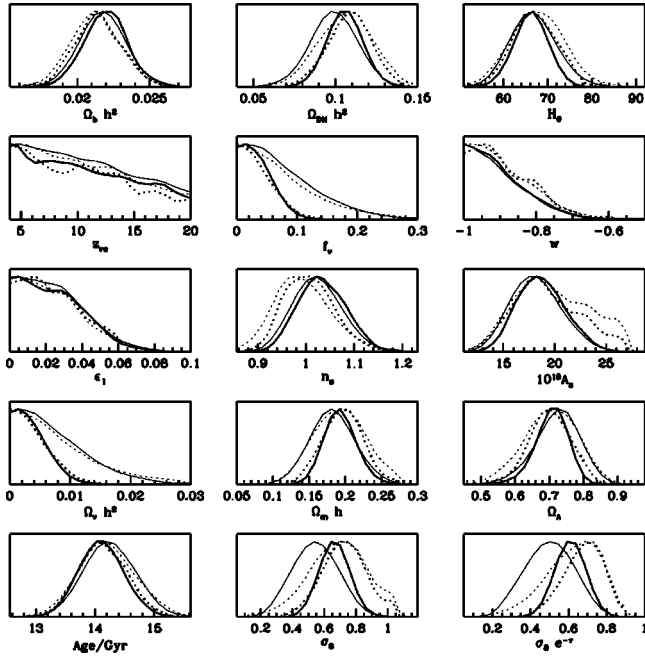 0.02 0.025
Ω_b h²
0.05 0.1 0.15
Ω_DM h²
60 70 80 90
H_0
5 10 15 20
z_re
0 0.1 0.2 0.3
f_ν
-1 -0.8 -0.6
w
0 0.02 0.04 0.06 0.08 0.1
ε_1
0.9 1 1.1 1.2
n_s
15 20 25
10¹⁰A_s
0 0.01 0.02 0.03
Ω_ν h²
0.05 0.1 0.15 0.2 0.25 0.3
Ω_m h
0.5 0.6 0.7 0.8 0.9
Ω_Λ
13 14 15
Age/Gyr
0.2 0.4 0.6 0.8 1
σ_8
0.2 0.4 0.6 0.8 1
σ_8 e^{-τ}